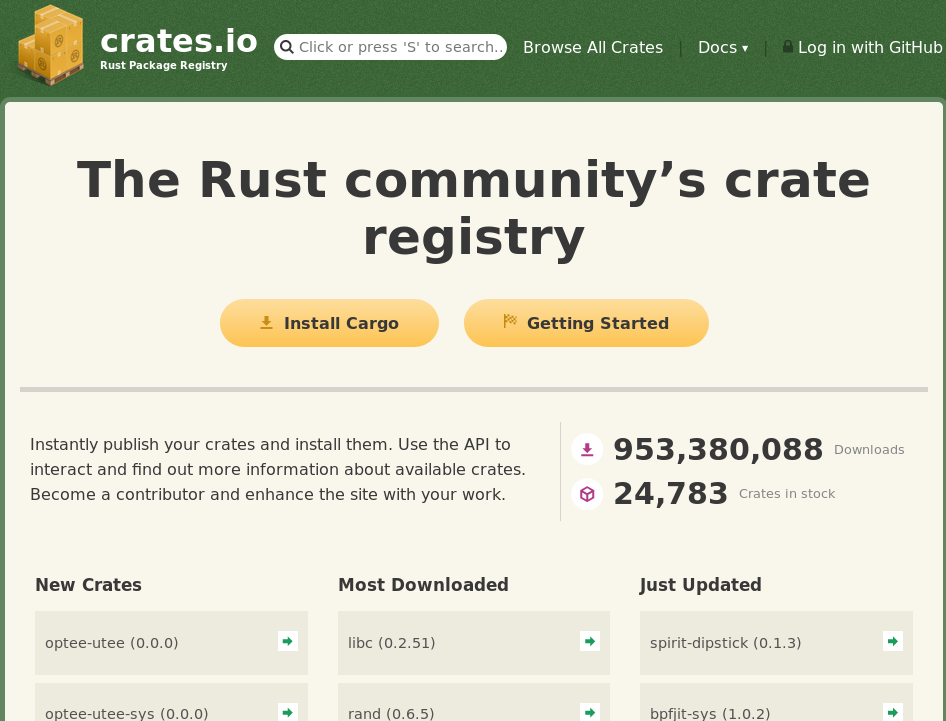 crates.io
Rust Package Registry
Click or press 'S' to search...
Browse All Crates | Docs ▾ | Log in with GitHub
The Rust community’s crate
registry
Install Cargo
Getting Started
Instantly publish your crates and install them. Use the API to
interact and find out more information about available crates.
Become a contributor and enhance the site with your work.
953,380,088 Downloads
24,783 Crates in stock
New Crates
optee-utee (0.0.0)
optee-utee-sys (0.0.0)
Most Downloaded
libc (0.2.51)
rand (0.6.5)
Just Updated
spirit-dipstick (0.1.3)
bpfjit-sys (1.0.2)